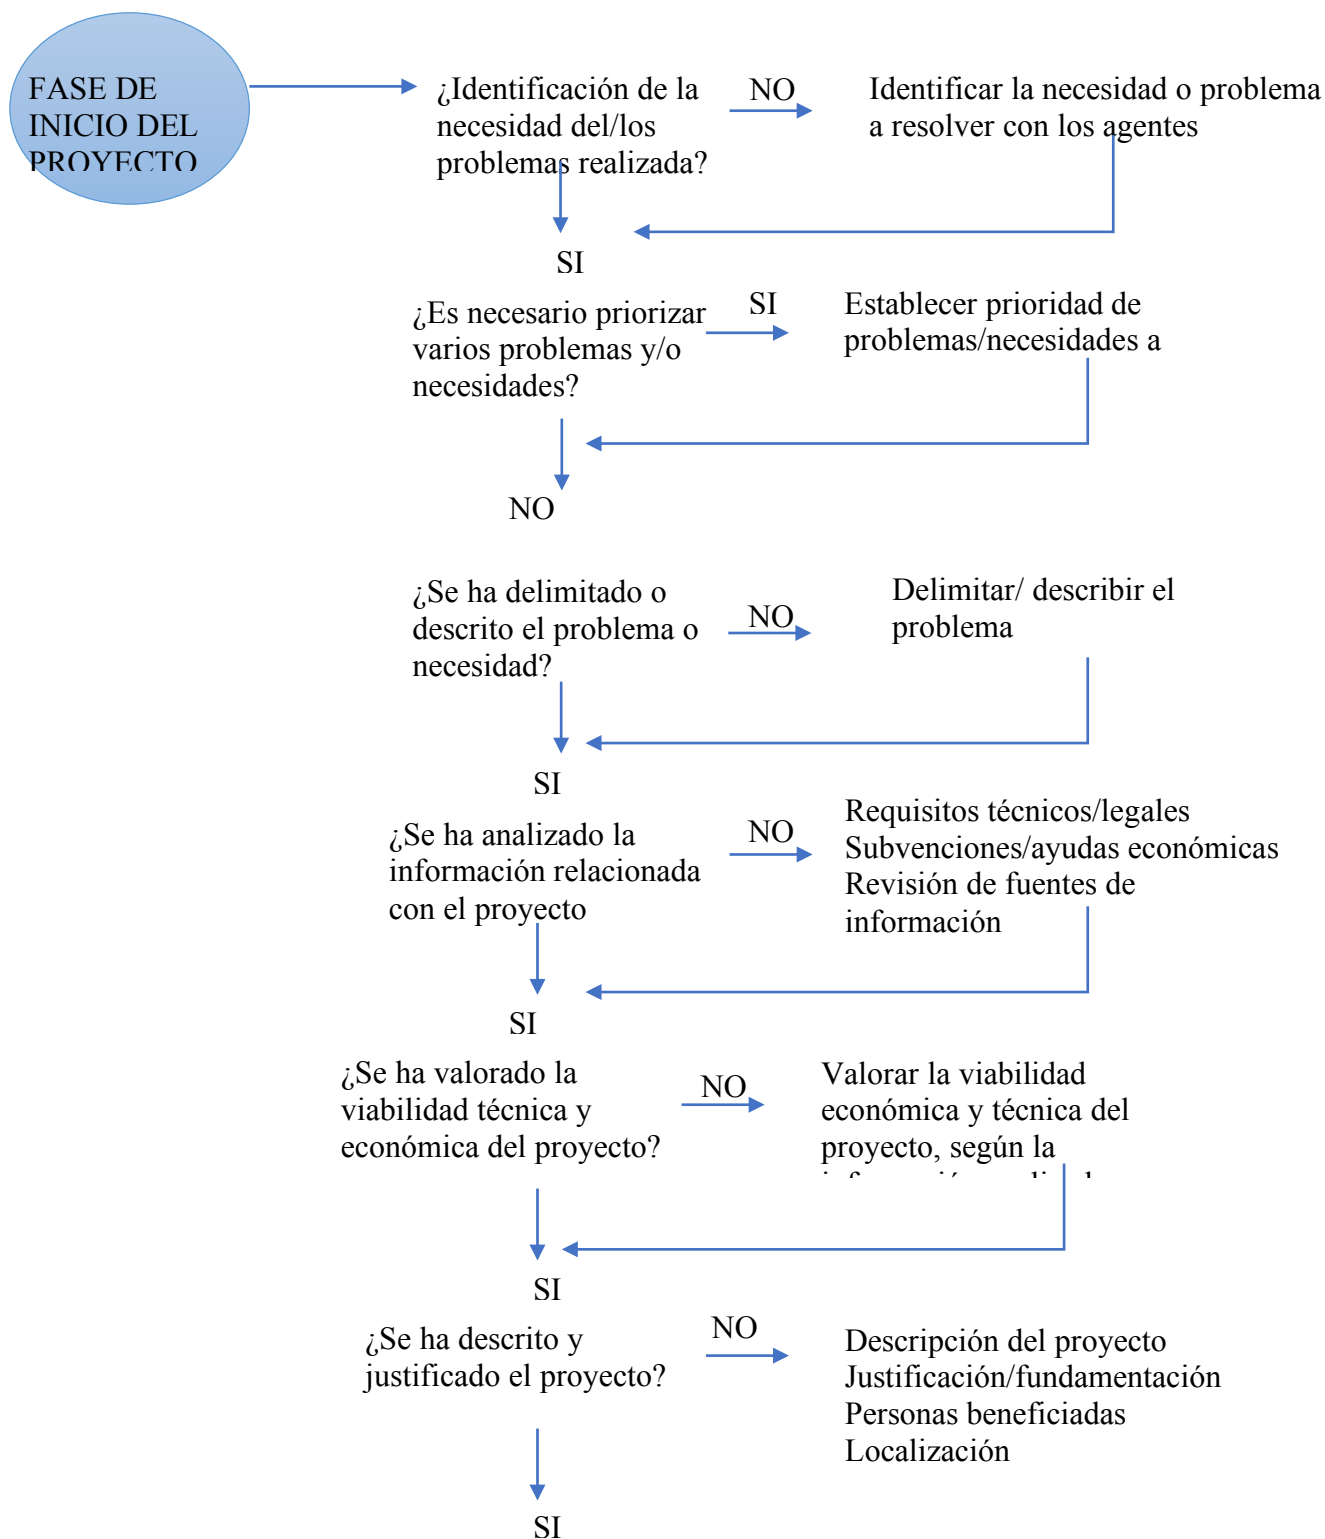 FASE DE
INICIO DEL
PROYECTO
¿Identificación de la
necesidad del/los
problemas realizada?
NO
Identificar la necesidad o problema
a resolver con los agentes
SI
¿Es necesario priorizar
varios problemas y/o
necesidades?
SI
Establecer prioridad de
problemas/necesidades a
NO
¿Se ha delimitado o
descrito el problema o
necesidad?
NO
Delimitar/ describir el
problema
SI
¿Se ha analizado la
información relacionada
con el proyecto
NO
Requisitos técnicos/legales
Subvenciones/ayudas económicas
Revisión de fuentes de
información
SI
¿Se ha valorado la
viabilidad técnica y
económica del proyecto?
NO
Valorar la viabilidad
económica y técnica del
proyecto, según la
SI
¿Se ha descrito y
justificado el proyecto?
NO
Descripción del proyecto
Justificación/fundamentación
Personas beneficiadas
Localización
SI